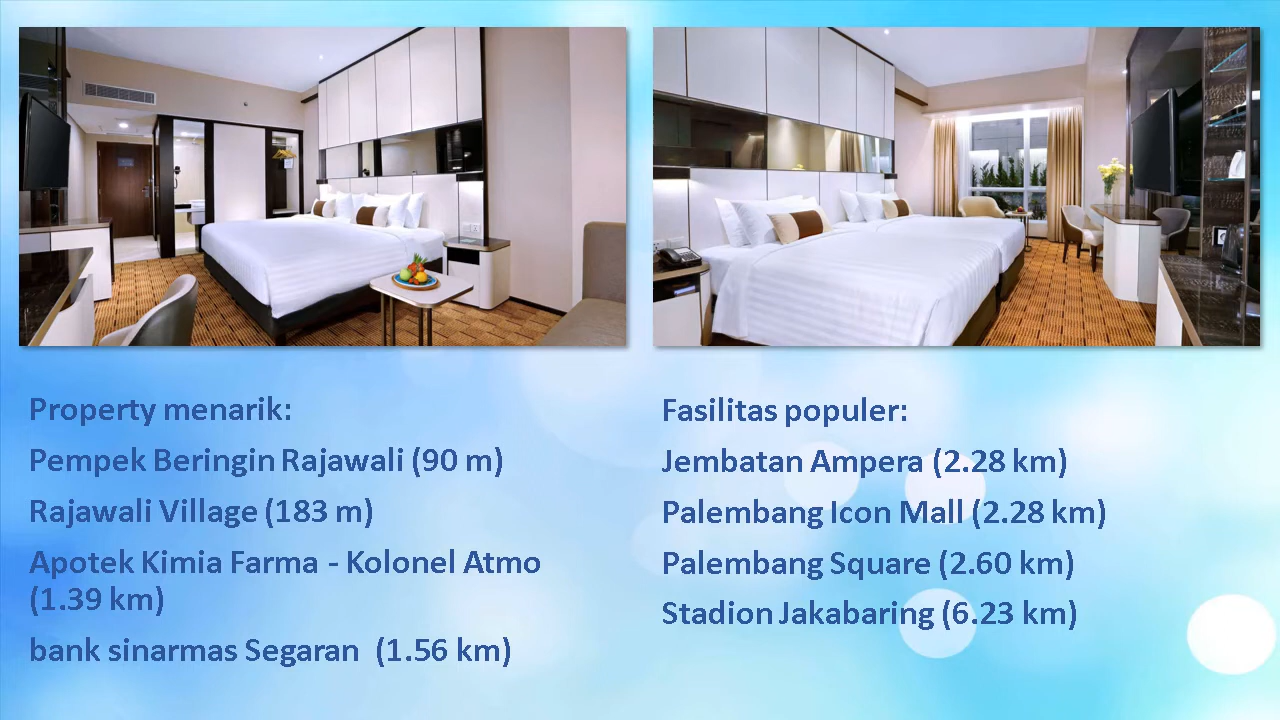 Property menarik:
Pempek Beringin Rajawali (90 m)
Rajawali Village (183 m)
Apotek Kimia Farma - Kolonel Atmo
(1.39 km)
bank sinarmas Segaran  (1.56 km)
Fasilitas populer:
Jembatan Ampera (2.28 km)
Palembang Icon Mall (2.28 km)
Palembang Square (2.60 km)
Stadion Jakabaring (6.23 km)